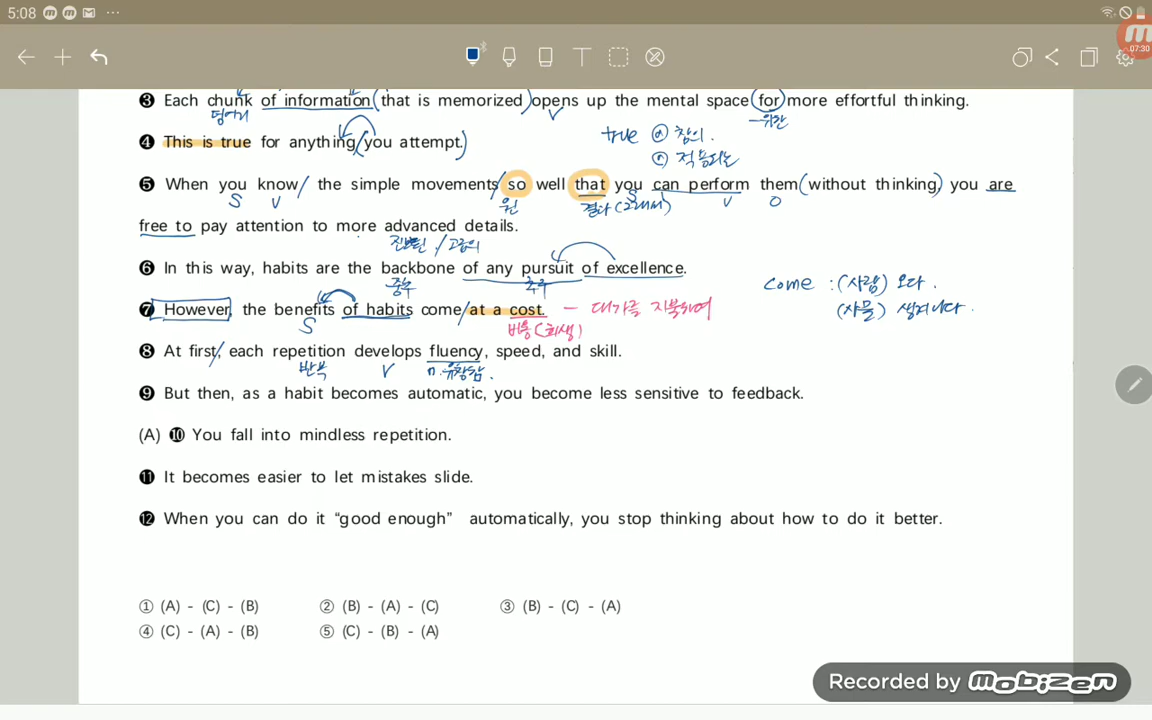 5:08
07:30
❸ Each chunk of information (that is memorized) opens up the mental space (for) more effortful thinking.
덩어리 V ~위한
❹ This is true for anything (you attempt.)
true ⓐ 참의.
ⓝ 적용되는
❺ When you know / the simple movements / so well that you can perform them (without thinking) you are
S V 원 결과 (그래서) S V O
free to pay attention to more advanced details.
진보된 / 고급의
❻ In this way, habits are the backbone of any pursuit of excellence.
중추 추구
come : (사람) 오다.
(사물) 생겨나다.
❼ However, the benefits of habits come / at a cost. – 대가를 지불하여
S 비용 (희생)
❽ At first, / each repetition develops fluency, speed, and skill.
반복 V n. 유창함.
❾ But then, as a habit becomes automatic, you become less sensitive to feedback.
(A) ❿ You fall into mindless repetition.
⓫ It becomes easier to let mistakes slide.
⓬ When you can do it “good enough” automatically, you stop thinking about how to do it better.
① (A) - (C) - (B) ② (B) - (A) - (C) ③ (B) - (C) - (A)
④ (C) - (A) - (B) ⑤ (C) - (B) - (A)
Recorded by mobizen